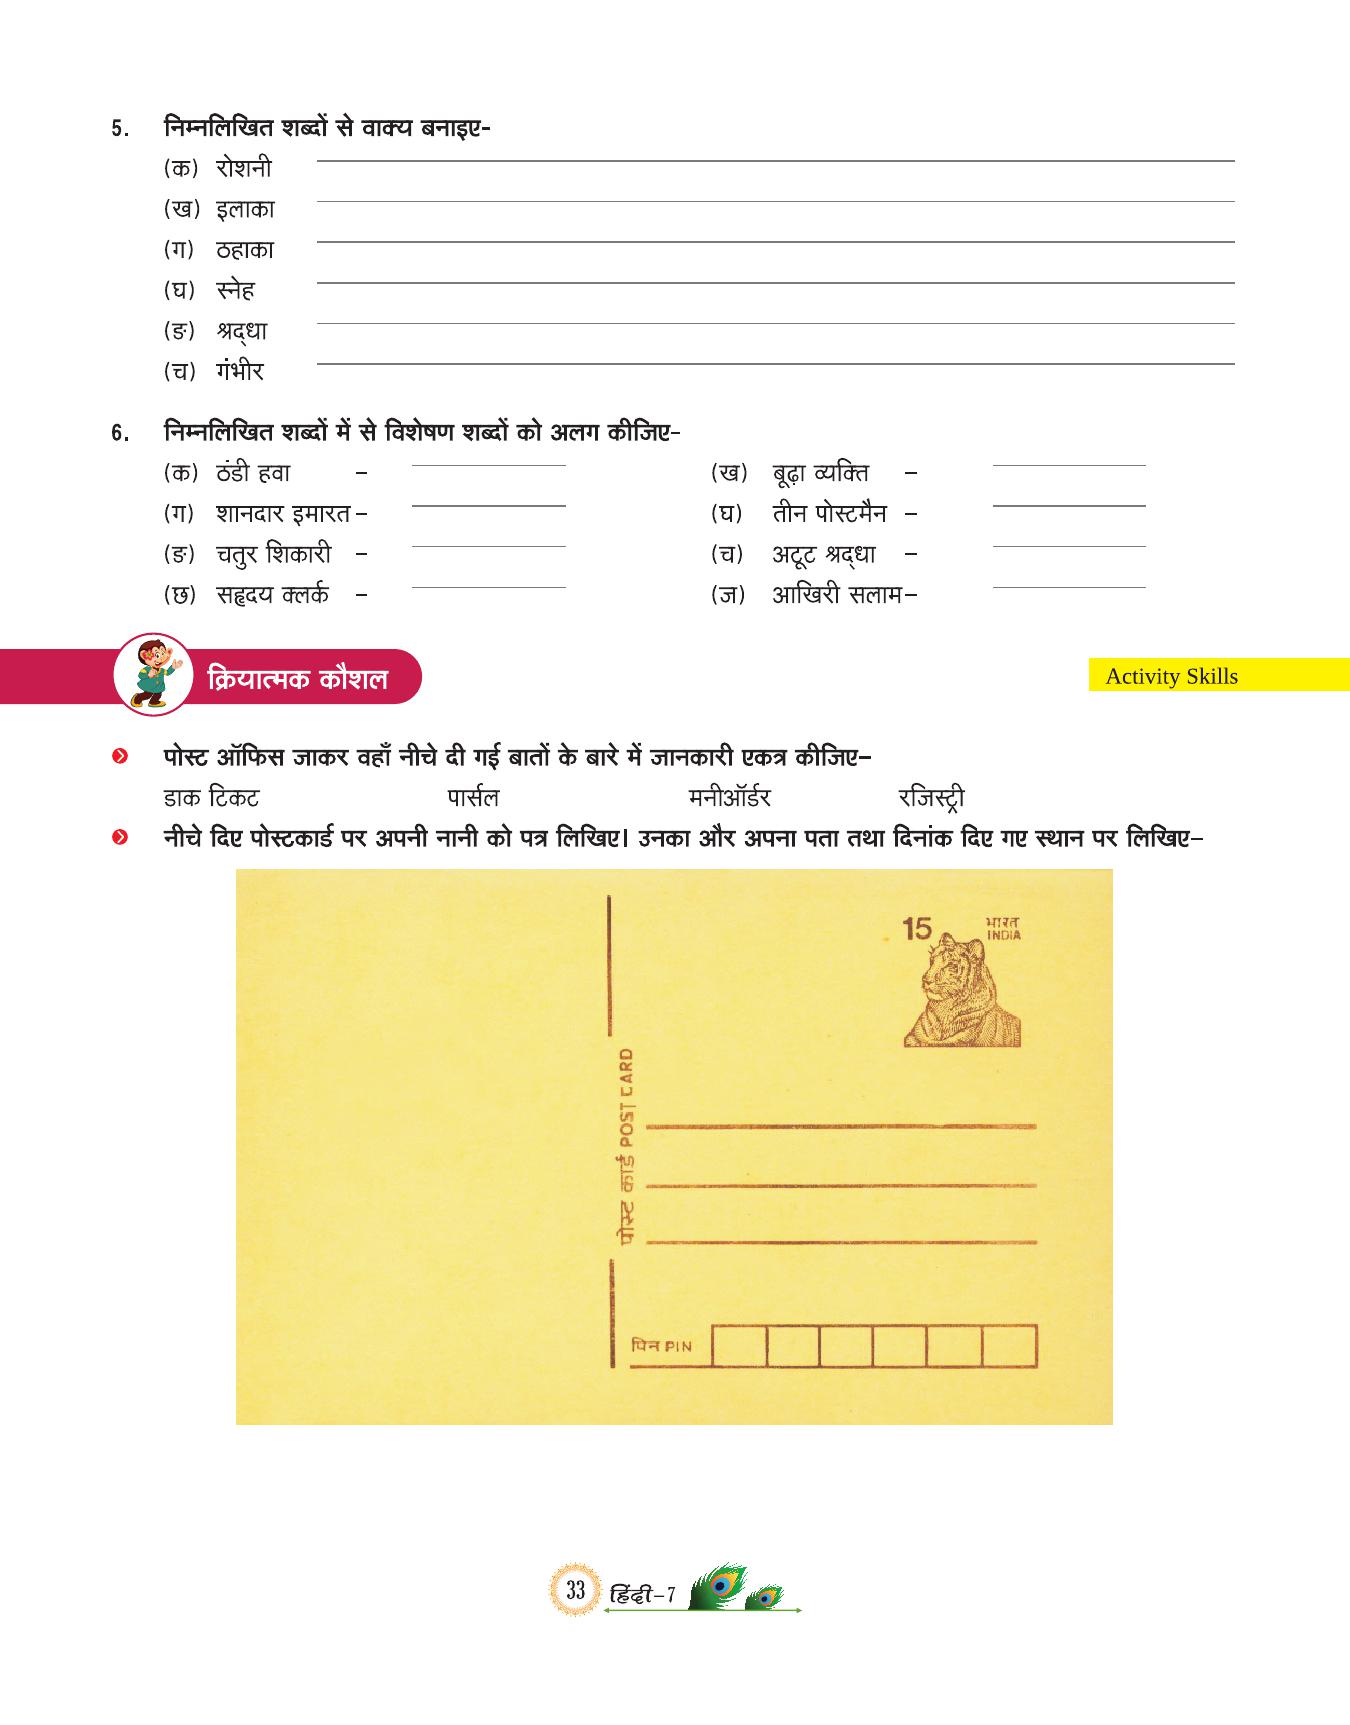 5. निम्नलिखित शब्दों से वाक्य बनाइए-
(क) रोशनी
(ख) इलाका
(ग) ठहाका
(घ) स्नेह
(ङ) श्रद्धा
(च) गंभीर
6. निम्नलिखित शब्दों में से विशेषण शब्दों को अलग कीजिए-
(क) ठंडी हवा – (ख) बूढ़ा व्यक्ति –
(ग) शानदार इमारत – (घ) तीन पोस्टमैन –
(ङ) चतुर शिकारी – (च) अटूट श्रद्धा –
(छ) सहृदय क्लर्क – (ज) आखिरी सलाम –
क्रियात्मक कौशल Activity Skills
पोस्ट ऑफिस जाकर वहाँ नीचे दी गई बातों के बारे में जानकारी एकत्र कीजिए–
डाक टिकट पार्सल मनीऑर्डर रजिस्ट्री
नीचे दिए पोस्टकार्ड पर अपनी नानी को पत्र लिखिए। उनका और अपना पता तथा दिनांक दिए गए स्थान पर लिखिए–
15 भारत
INDIA
पोस्ट कार्ड POST CARD
पिन PIN
33 हिंदी–7